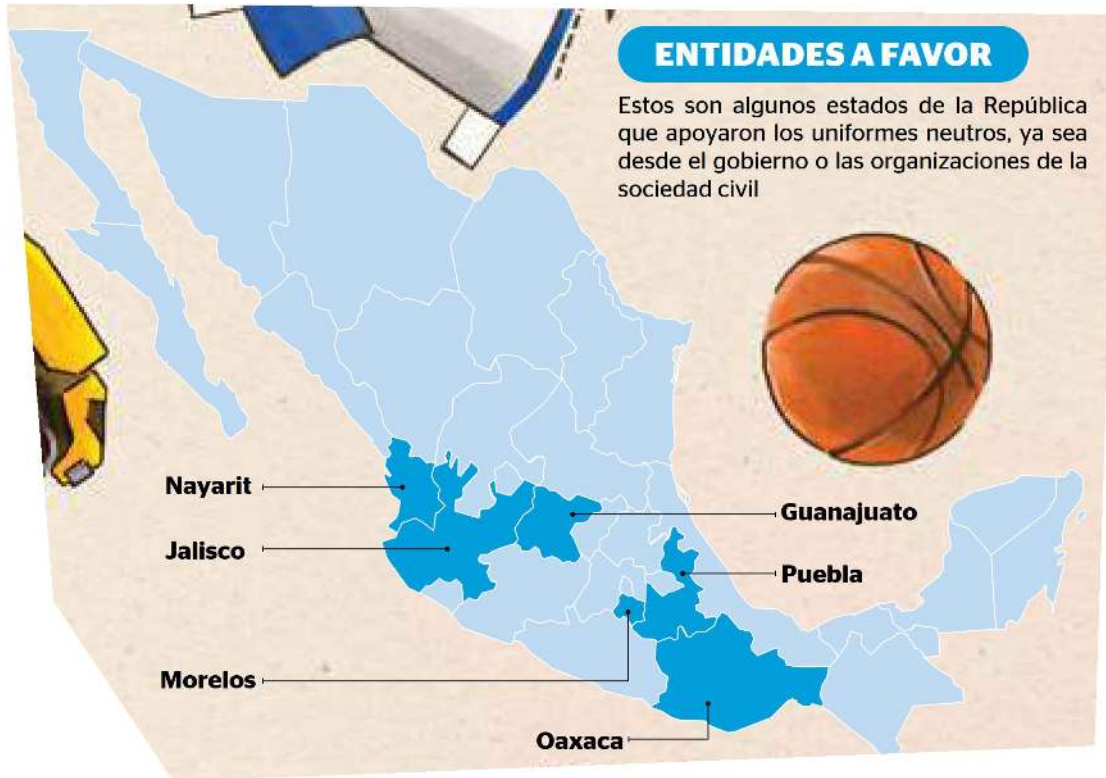 ENTIDADES A FAVOR
Estos son algunos estados de la República
que apoyaron los uniformes neutros, ya sea
desde el gobierno o las organizaciones de la
sociedad civil
Nayarit
Guanajuato
Jalisco
Puebla
Morelos
Oaxaca